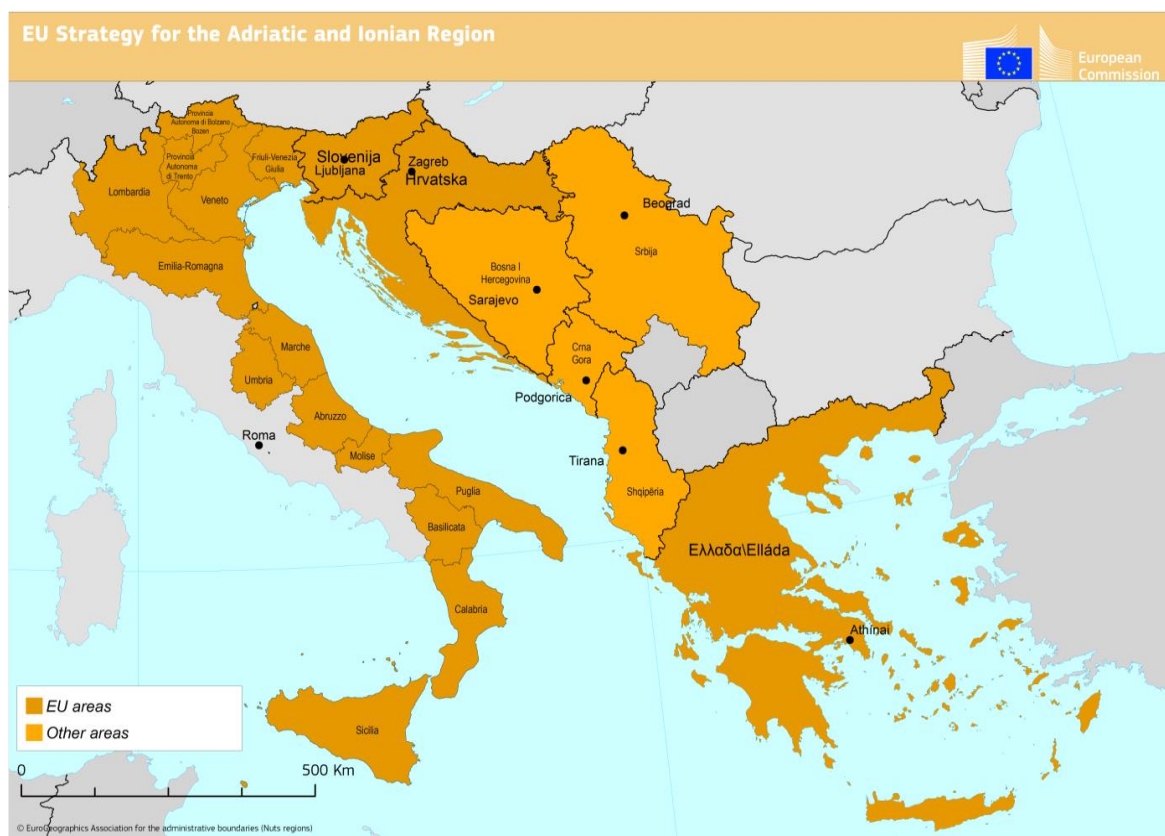 EU Strategy for the Adriatic and Ionian Region
European
Commission
Provincia
Autonoma di Bolzano
Bozen
Provincia
Autonoma
di Trento
Friuli-Venezia
Giulia
Slovenija
Ljubljana
Zagreb
Hrvatska
Lombardia
Veneto
Beograd
Emilia-Romagna
Srbija
Bosna I
Hercegovina
Sarajevo
Marche
Crna
Gora
Umbria
Podgorica
Abruzzo
Roma
Molise
Tirana
Puglia
Shqipëria
Basilicata
Ελλαδα\Elláda
Calabria
Athínai
EU areas
Other areas
Sicilia
0
500 Km
© EuroGeographics Association for the administrative boundaries (Nuts regions)